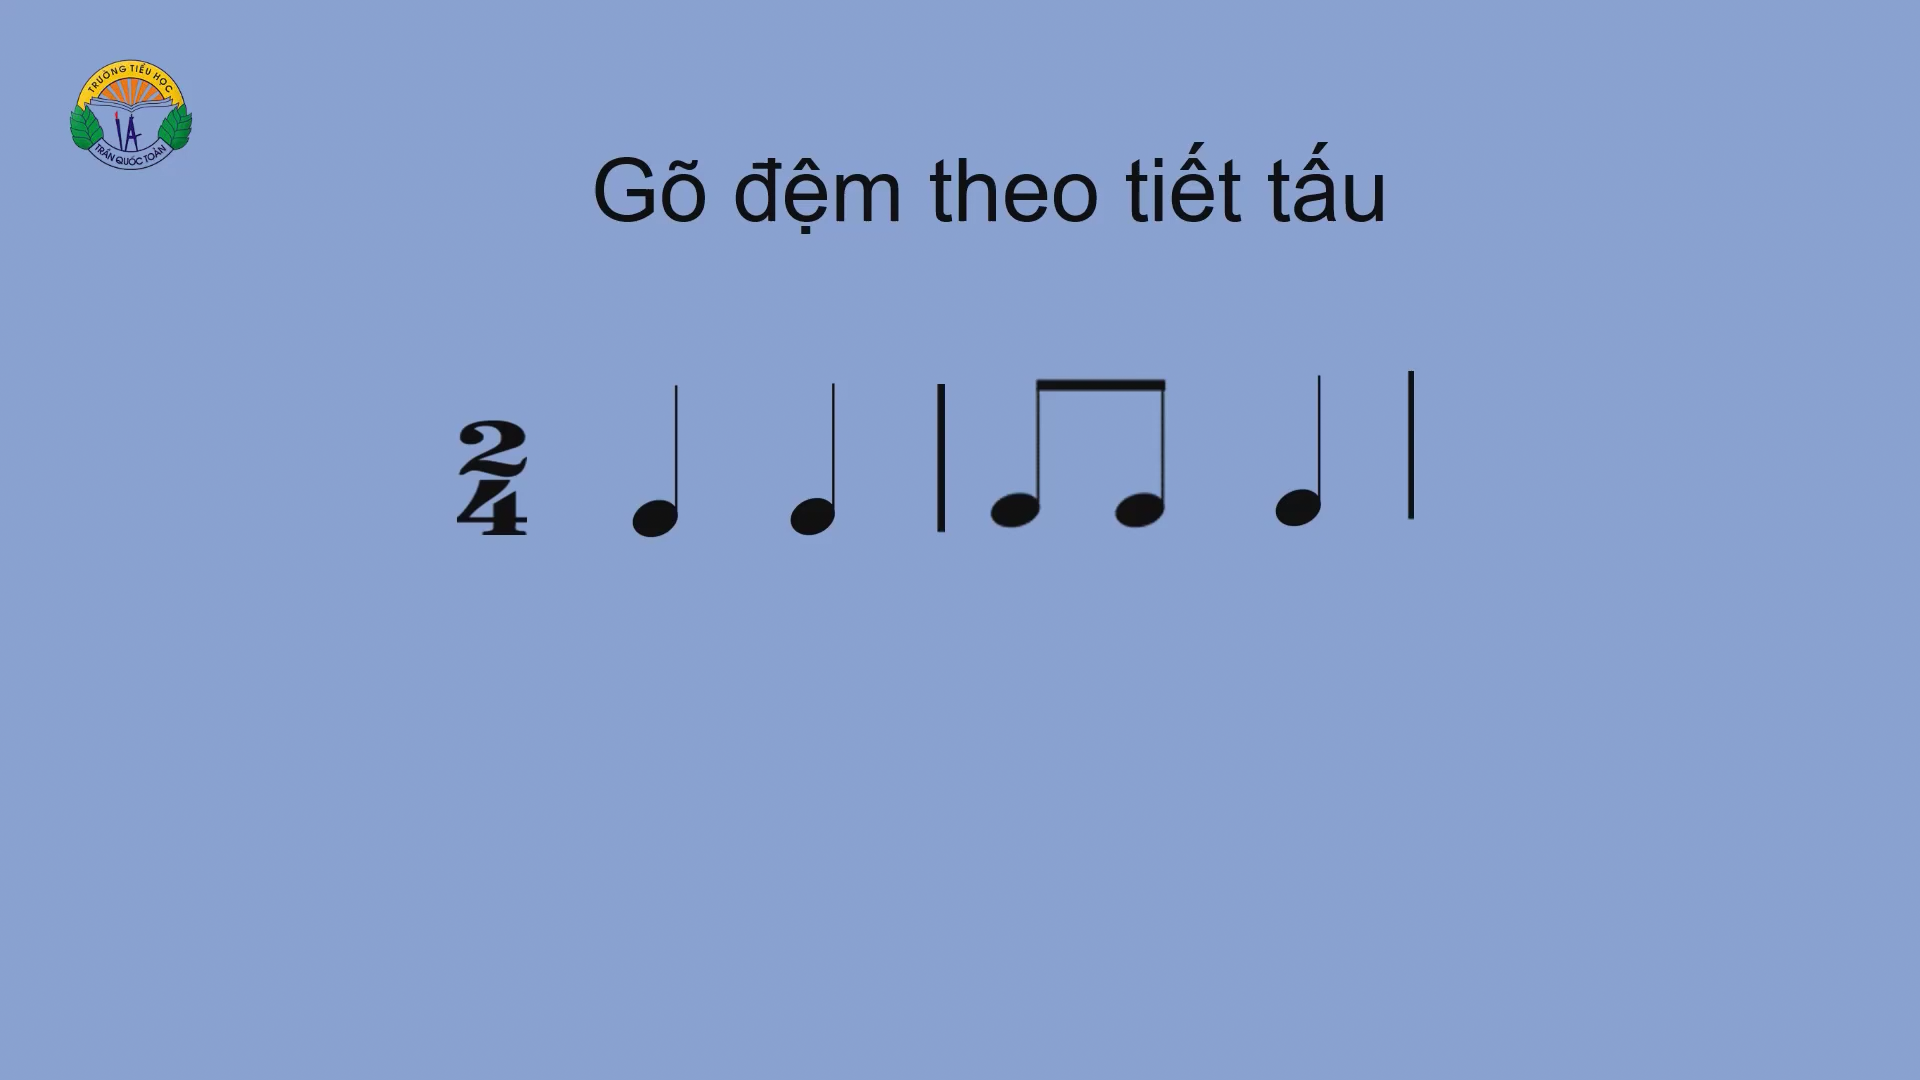 TRƯỜNG TIỂU HỌC
TRẦN QUỐC TOẢN
Gõ đệm theo tiết tấu
2
4